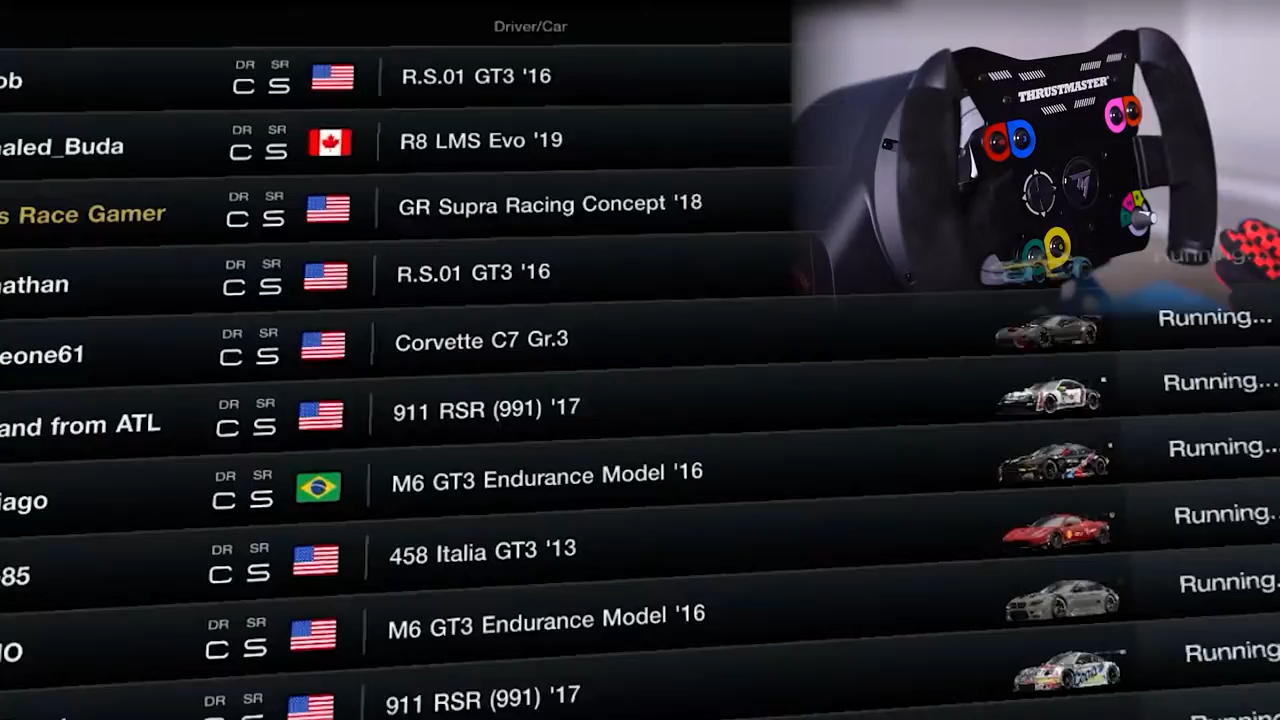 Driver/Car
ob DR C SR S R.S.01 GT3 '16
THRUSTMASTER
aled_Buda DR C SR S R8 LMS Evo '19
s Race Gamer DR C SR S GR Supra Racing Concept '18
athan DR C SR S R.S.01 GT3 '16 Running...
eone61 DR C SR S Corvette C7 Gr.3 Running...
and from ATL DR C SR S 911 RSR (991) '17 Running...
iago DR C SR S M6 GT3 Endurance Model '16 Running...
85 DR C SR S 458 Italia GT3 '13 Running.
IO DR C SR S M6 GT3 Endurance Model '16 Running.
DR SR 911 RSR (991) '17 Running